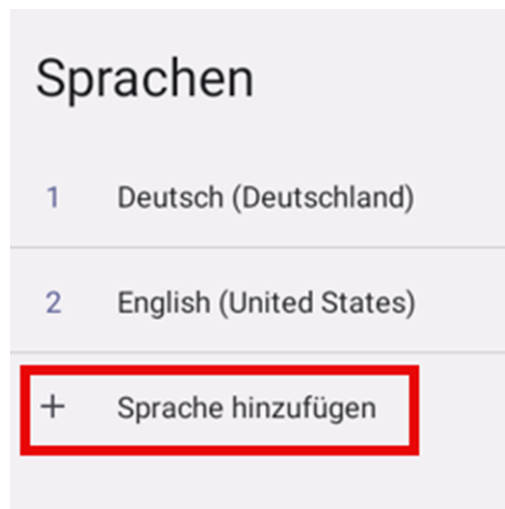 Sprachen
1 Deutsch (Deutschland)
2 English (United States)
+ Sprache hinzufügen